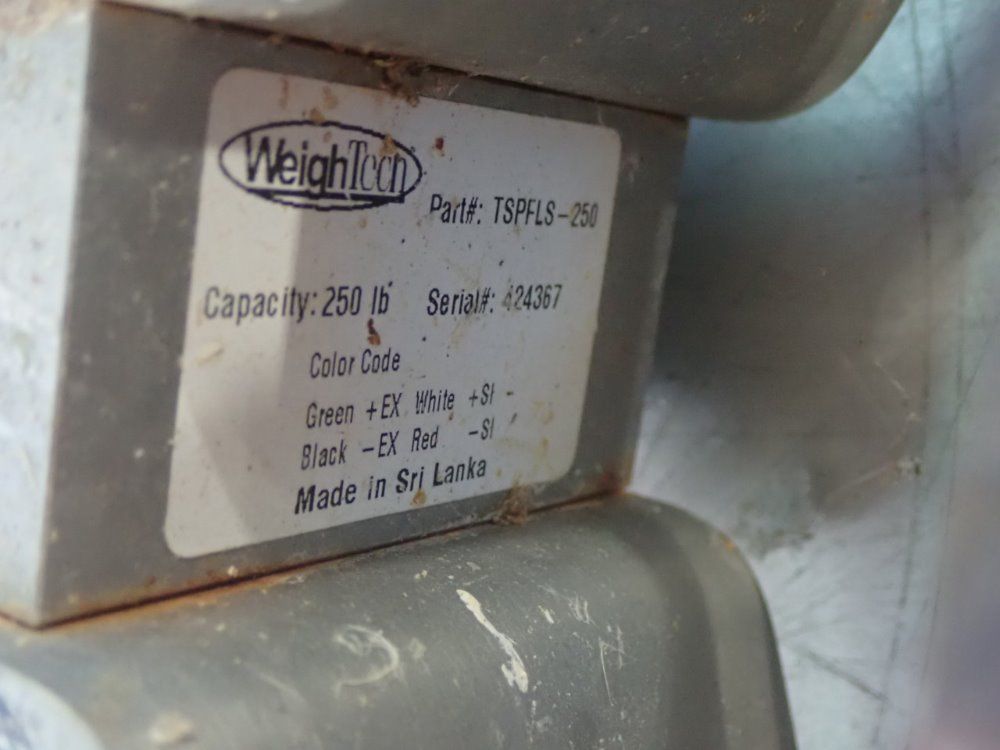 WeighTech
Part#: TSPFLS-250
Capacity: 250 lb Serial#: 424367
Color Code
Green +EX White +SI
Black -EX Red -SI
Made in Sri Lanka